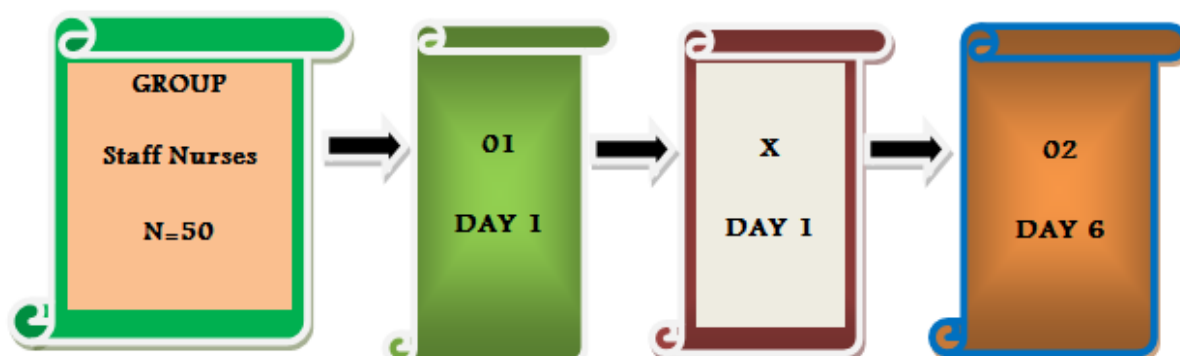 GROUP
Staff Nurses
N=50
01
DAY 1
X
DAY 1
02
DAY 6